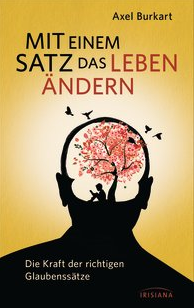 Axel Burkart
MIT EINEM
SATZ DAS LEBEN
ÄNDERN
Die Kraft der richtigen
Glaubenssätze
IRISIANA